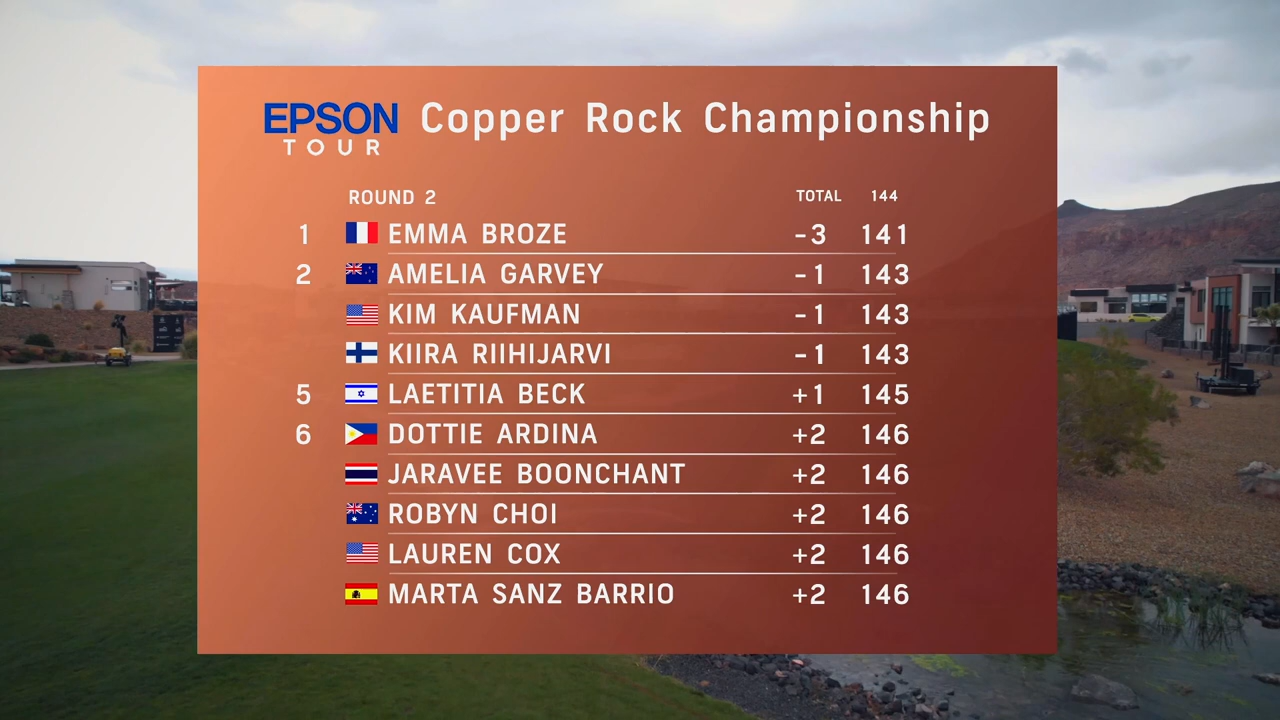 EPSON Copper Rock Championship
TOUR
ROUND 2 TOTAL 144
1 EMMA BROZE -3 141
2 AMELIA GARVEY -1 143
KIM KAUFMAN -1 143
KIIRA RIIHIJARVI -1 143
5 LAETITIA BECK +1 145
6 DOTTIE ARDINA +2 146
JARAVEE BOONCHANT +2 146
ROBYN CHOI +2 146
LAUREN COX +2 146
MARTA SANZ BARRIO +2 146